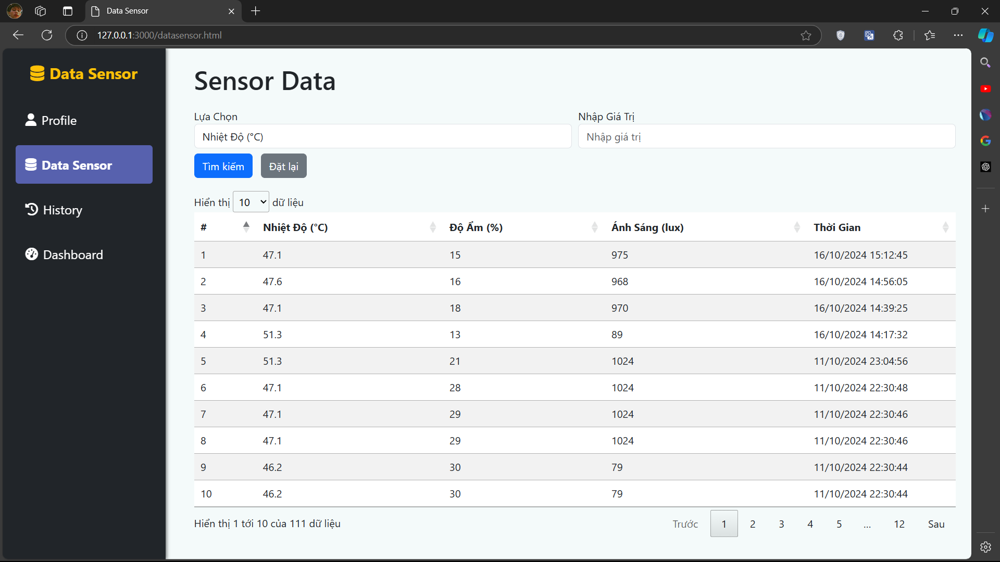 Data Sensor
127.0.0.1:3000/datasensor.html
Data Sensor
Profile
Data Sensor
History
Dashboard
Sensor Data
Lựa Chọn
Nhập Giá Trị
Nhiệt Độ (°C)
Nhập giá trị
Tìm kiếm
Đặt lại
Hiển thị 10 dữ liệu
# Nhiệt Độ (°C) Độ Ẩm (%) Ánh Sáng (lux) Thời Gian
1 47.1 15 975 16/10/2024 15:12:45
2 47.6 16 968 16/10/2024 14:56:05
3 47.1 18 970 16/10/2024 14:39:25
4 51.3 13 89 16/10/2024 14:17:32
5 51.3 21 1024 11/10/2024 23:04:56
6 47.1 28 1024 11/10/2024 22:30:48
7 47.1 29 1024 11/10/2024 22:30:46
8 47.1 29 1024 11/10/2024 22:30:46
9 46.2 30 79 11/10/2024 22:30:44
10 46.2 30 79 11/10/2024 22:30:44
Hiển thị 1 tới 10 của 111 dữ liệu
Trước 1 2 3 4 5 … 12 Sau